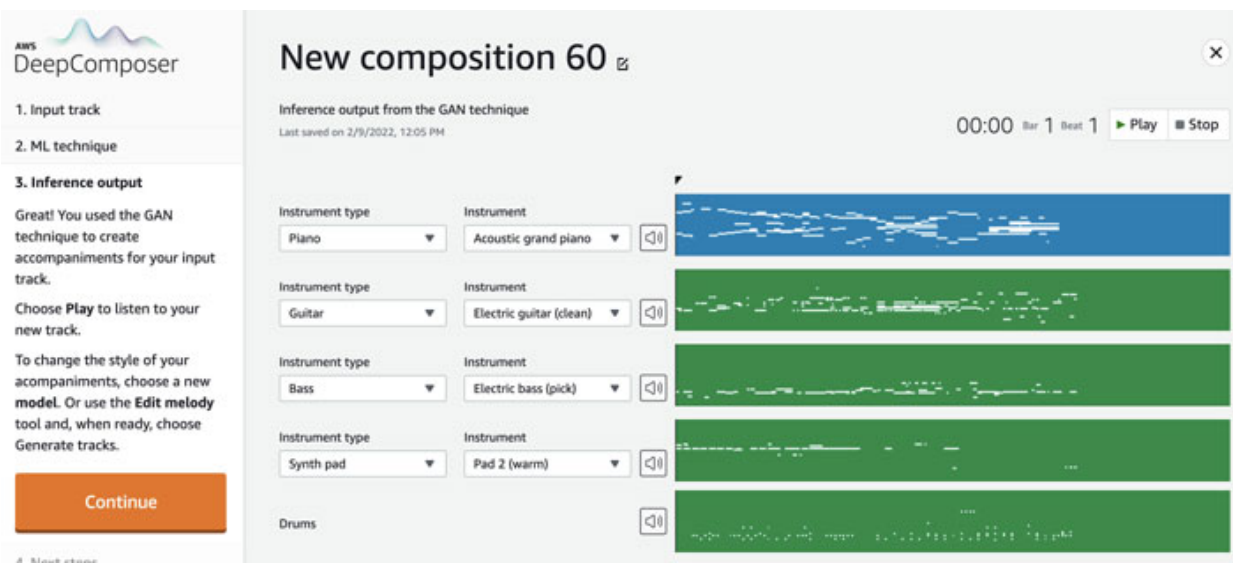 AWS
DeepComposer
1. Input track
2. ML technique
3. Inference output
Great! You used the GAN
technique to create
accompaniments for your input
track.
Choose Play to listen to your
new track.
To change the style of your
acompaniments, choose a new
model. Or use the Edit melody
tool and, when ready, choose
Generate tracks.
Continue
4. Next steps
New composition 60
Inference output from the GAN technique
Last saved on 2/9/2022, 12:05 PM
00:00 Bar 1 Beat 1 Play Stop
Instrument type Instrument
Piano Acoustic grand piano
Instrument type Instrument
Guitar Electric guitar (clean)
Instrument type Instrument
Bass Electric bass (pick)
Instrument type Instrument
Synth pad Pad 2 (warm)
Drums